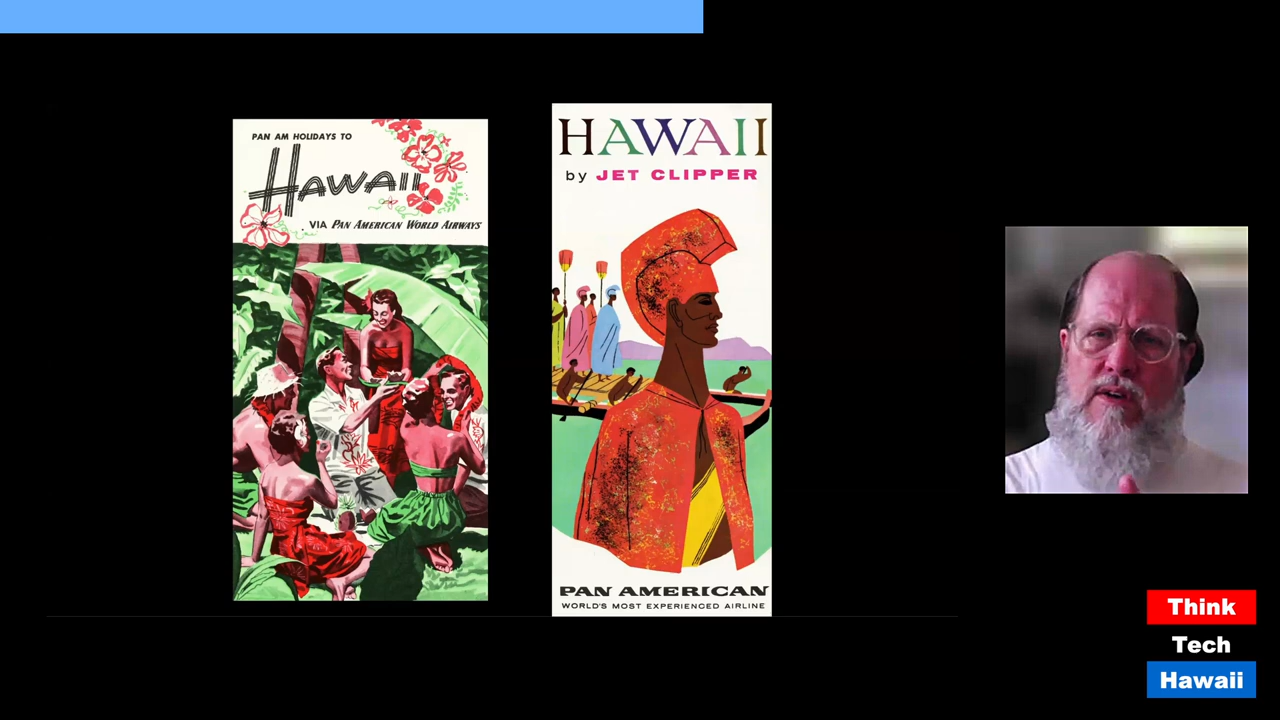 PAN AM HOLIDAYS TO
HAWAII
VIA PAN AMERICAN WORLD AIRWAYS
HAWAII
by JET CLIPPER
PAN AMERICAN
WORLD'S MOST EXPERIENCED AIRLINE
Think
Tech
Hawaii